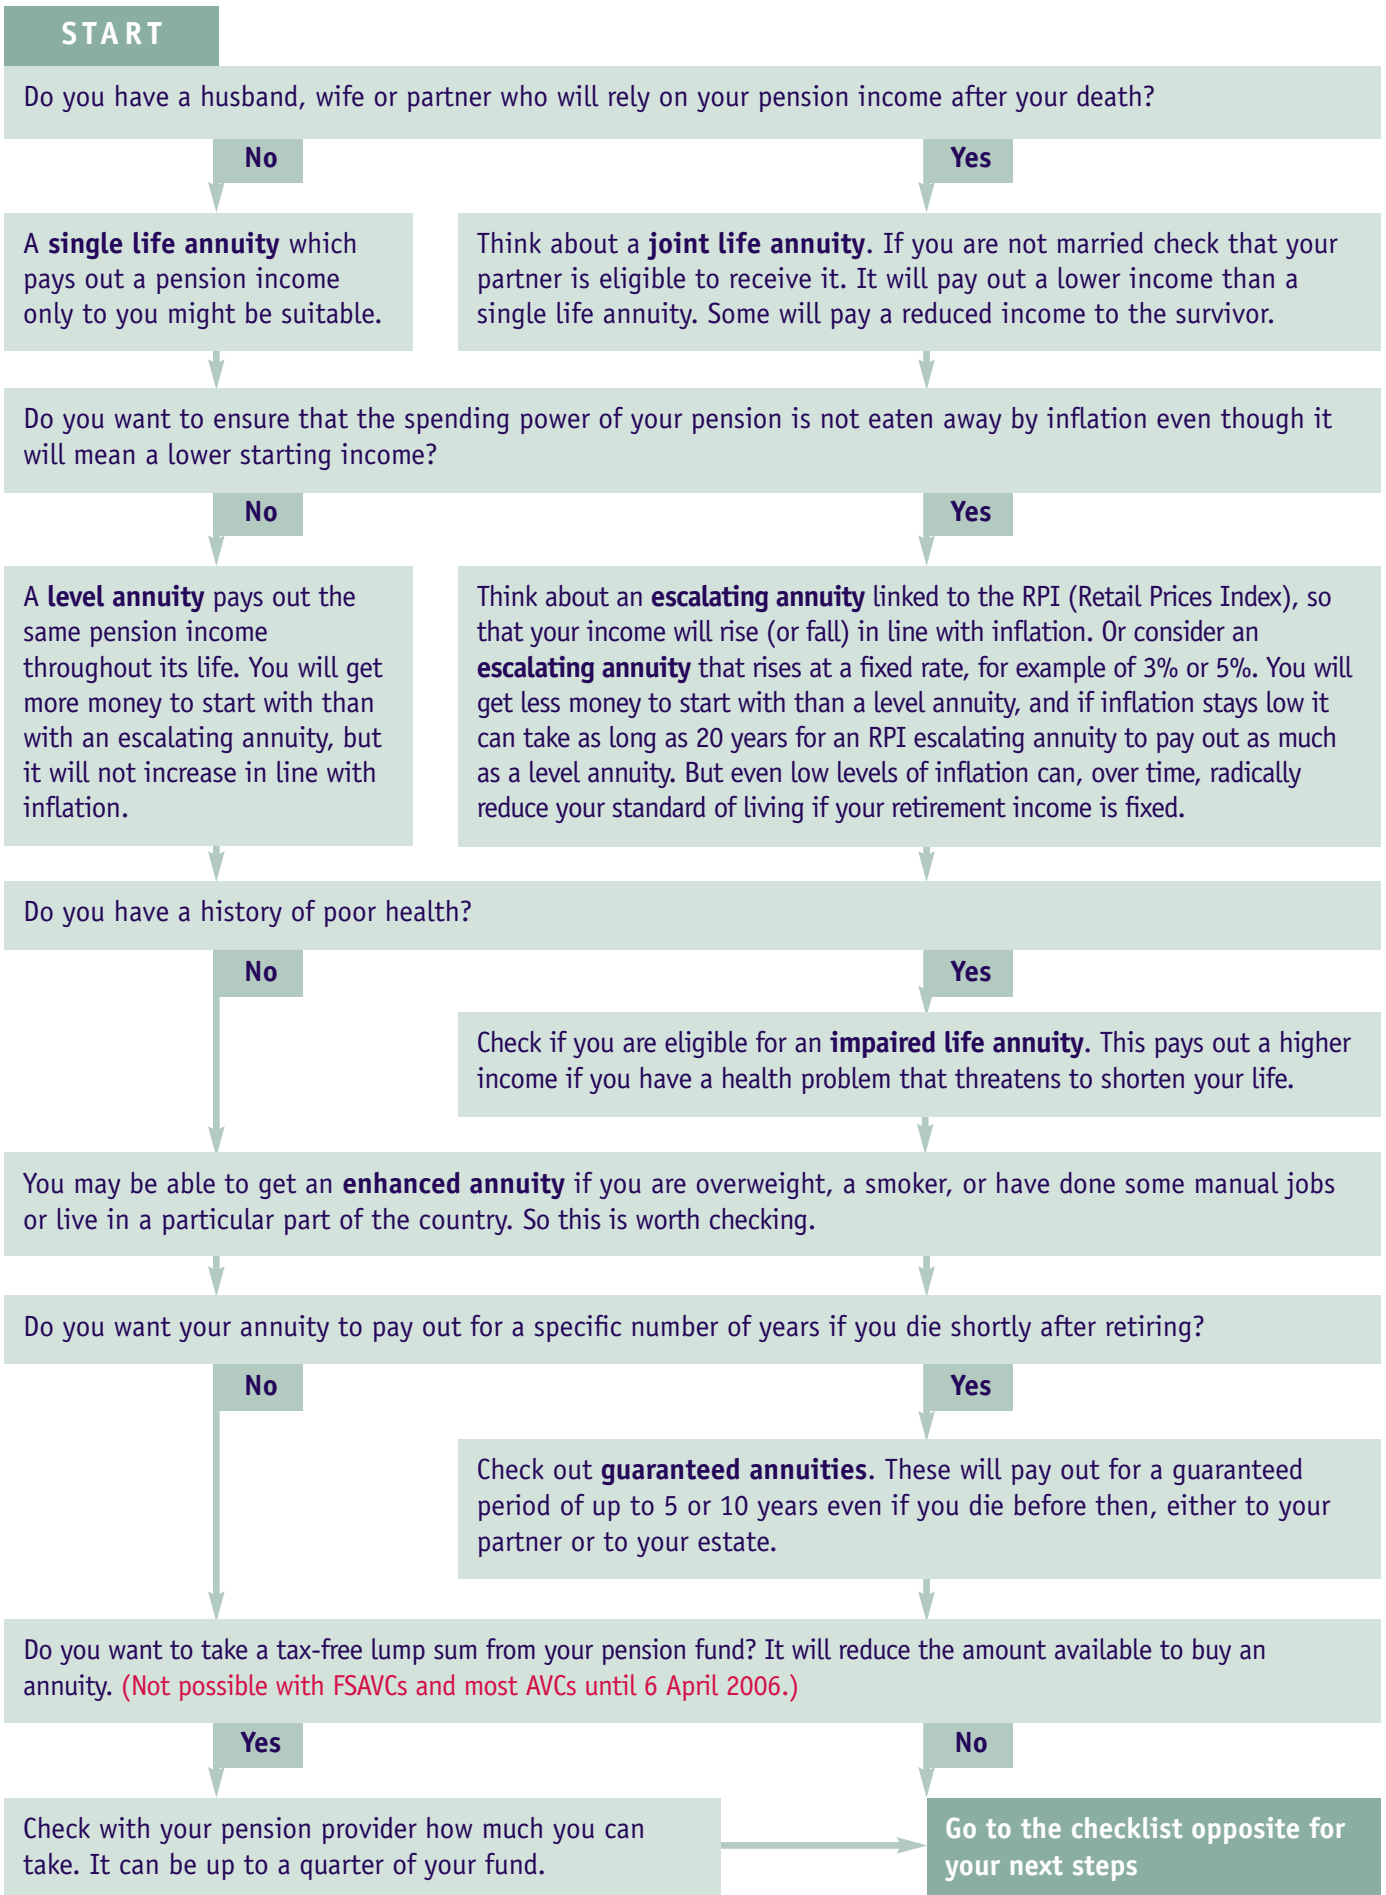 START
Do you have a husband, wife or partner who will rely on your pension income after your death?
No
Yes
A single life annuity which
pays out a pension income
only to you might be suitable.
Think about a joint life annuity. If you are not married check that your
partner is eligible to receive it. It will pay out a lower income than a
single life annuity. Some will pay a reduced income to the survivor.
Do you want to ensure that the spending power of your pension is not eaten away by inflation even though it
will mean a lower starting income?
No
Yes
A level annuity pays out the
same pension income
throughout its life. You will get
more money to start with than
with an escalating annuity, but
it will not increase in line with
inflation.
Think about an escalating annuity linked to the RPI (Retail Prices Index), so
that your income will rise (or fall) in line with inflation. Or consider an
escalating annuity that rises at a fixed rate, for example of 3% or 5%. You will
get less money to start with than a level annuity, and if inflation stays low it
can take as long as 20 years for an RPI escalating annuity to pay out as much
as a level annuity. But even low levels of inflation can, over time, radically
reduce your standard of living if your retirement income is fixed.
Do you have a history of poor health?
No
Yes
Check if you are eligible for an impaired life annuity. This pays out a higher
income if you have a health problem that threatens to shorten your life.
You may be able to get an enhanced annuity if you are overweight, a smoker, or have done some manual jobs
or live in a particular part of the country. So this is worth checking.
Do you want your annuity to pay out for a specific number of years if you die shortly after retiring?
No
Yes
Check out guaranteed annuities. These will pay out for a guaranteed
period of up to 5 or 10 years even if you die before then, either to your
partner or to your estate.
Do you want to take a tax-free lump sum from your pension fund? It will reduce the amount available to buy an
annuity. (Not possible with FSAVCs and most AVCs until 6 April 2006.)
Yes
No
Check with your pension provider how much you can
take. It can be up to a quarter of your fund.
Go to the checklist opposite for
your next steps